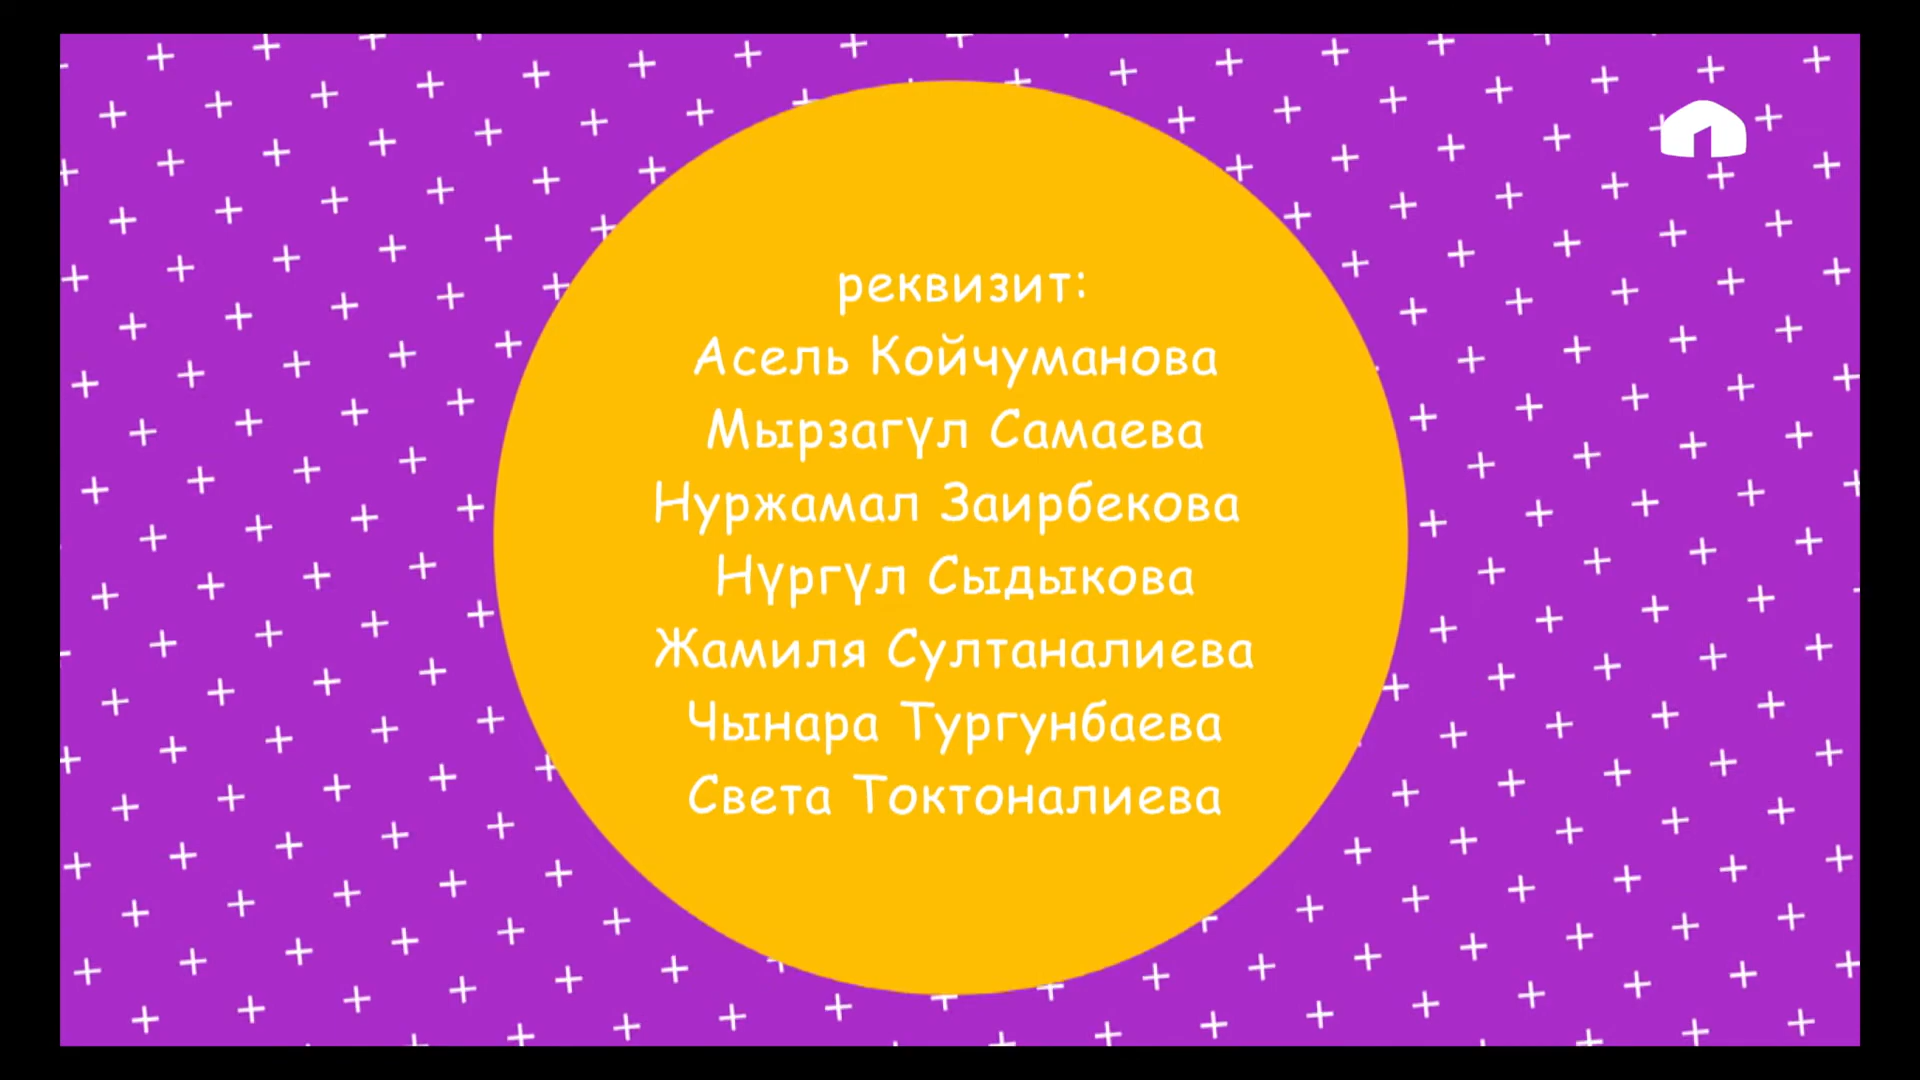 реквизит:
Асель Койчуманова
Мырзагүл Самаева
Нуржамал Заирбекова
Нүргүл Сыдыкова
Жамиля Султаналиева
Чынара Тургунбаева
Света Токтоналиева